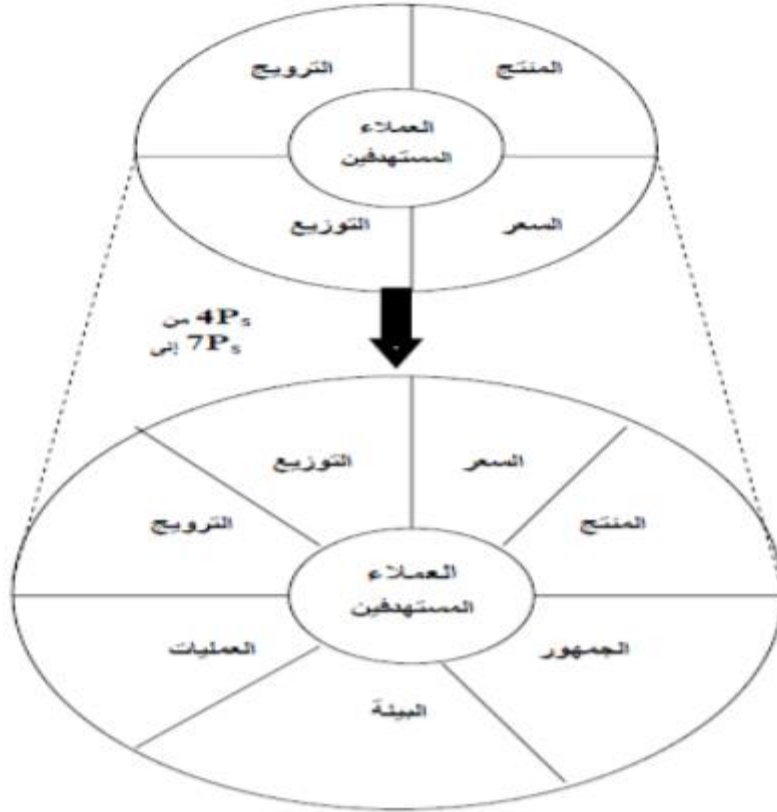 المنتج
الترويج
العملاء
المستهدفين
السعر
التوزيع
من 4Ps
إلى 7Ps
السعر
التوزيع
المنتج
الترويج
العملاء
المستهدفين
الجمهور
العمليات
البيئة